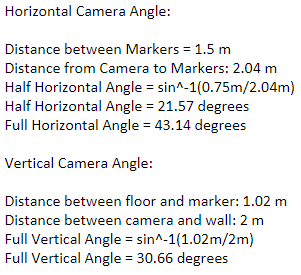 Horizontal Camera Angle:
Distance between Markers = 1.5 m
Distance from Camera to Markers: 2.04 m
Half Horizontal Angle = sin^-1(0.75m/2.04m)
Half Horizontal Angle = 21.57 degrees
Full Horizontal Angle = 43.14 degrees
Vertical Camera Angle:
Distance between floor and marker: 1.02 m
Distance between camera and wall: 2 m
Full Vertical Angle = sin^-1(1.02m/2m)
Full Vertical Angle = 30.66 degrees